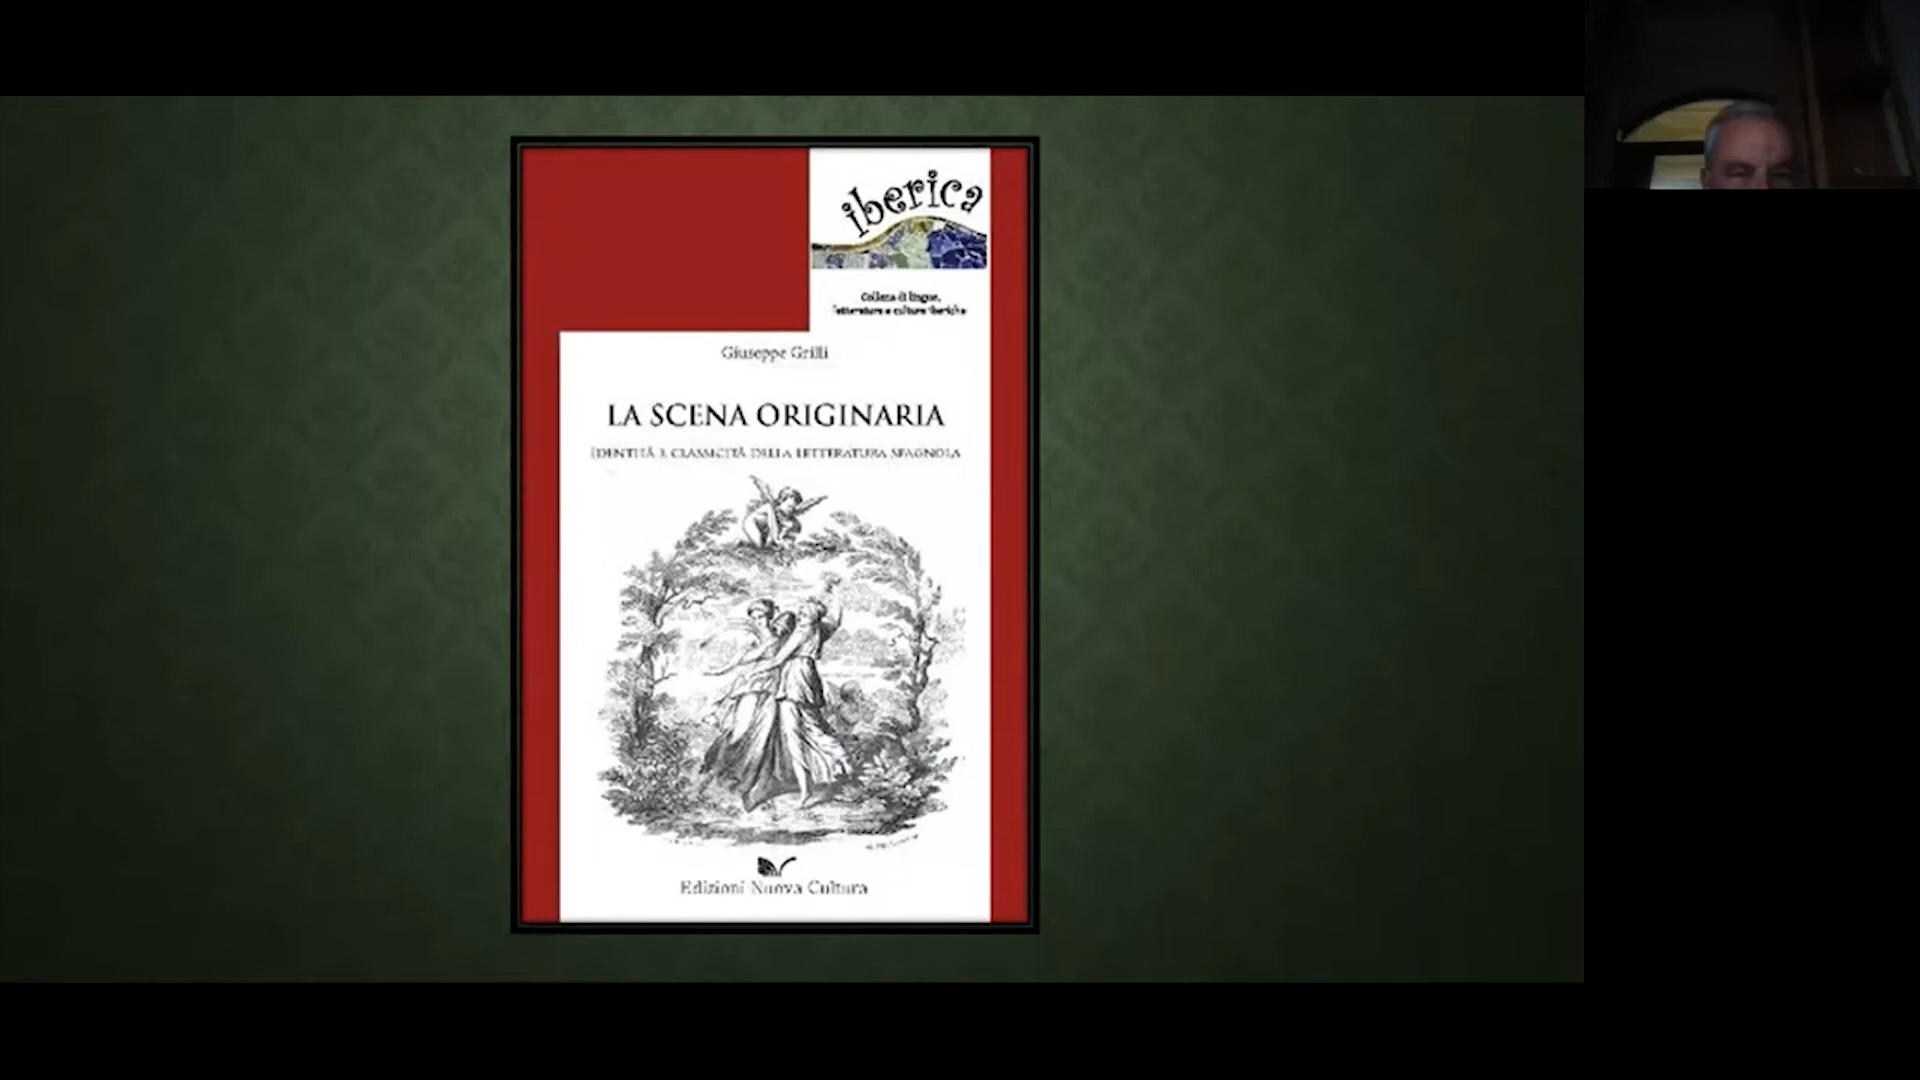 iberica
Collana di lingue,
letterature e culture iberiche
Giuseppe Grilli
LA SCENA ORIGINARIA
IDENTITÀ E CLASSICITÀ DELLA LETTERATURA SPAGNOLA
Edizioni Nuova Cultura